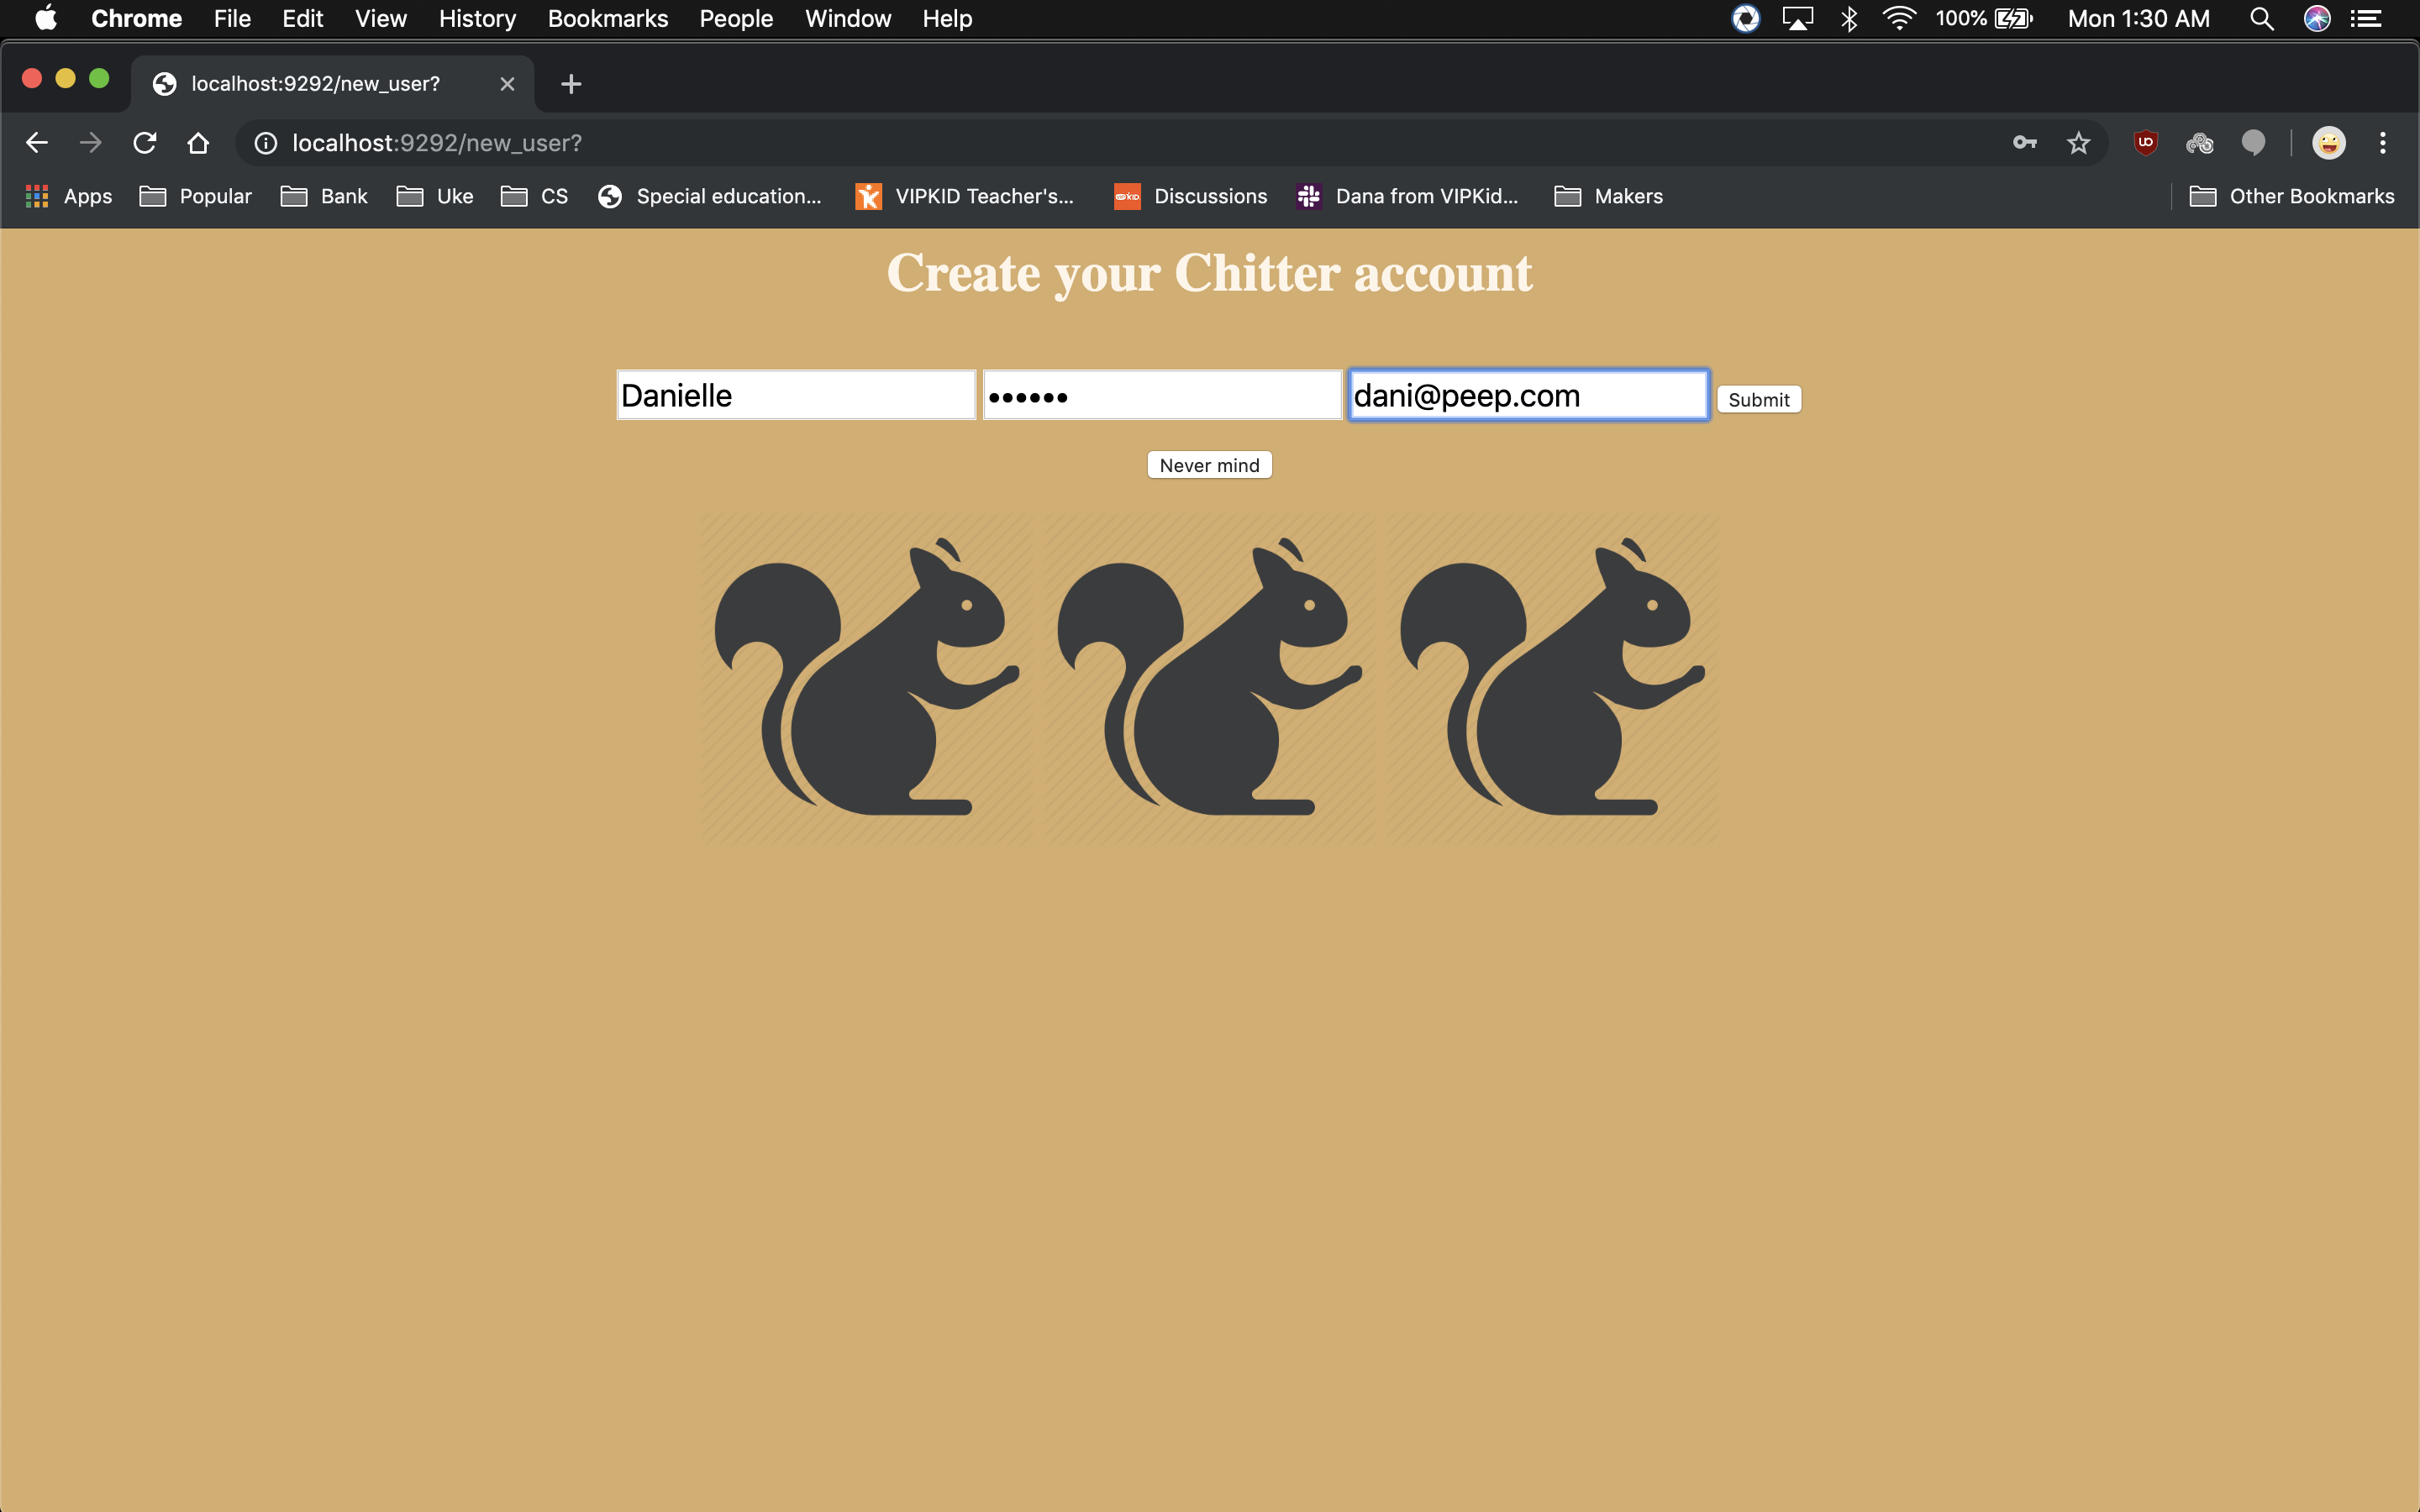 Chrome File Edit View History Bookmarks People Window Help 100% Mon 1:30 AM
localhost:9292/new_user?
localhost:9292/new_user?
Apps Popular Bank Uke CS Special education... VIPKID Teacher's... Discussions Dana from VIPKid... Makers Other Bookmarks
Create your Chitter account
Danielle •••••• dani@peep.com Submit
Never mind